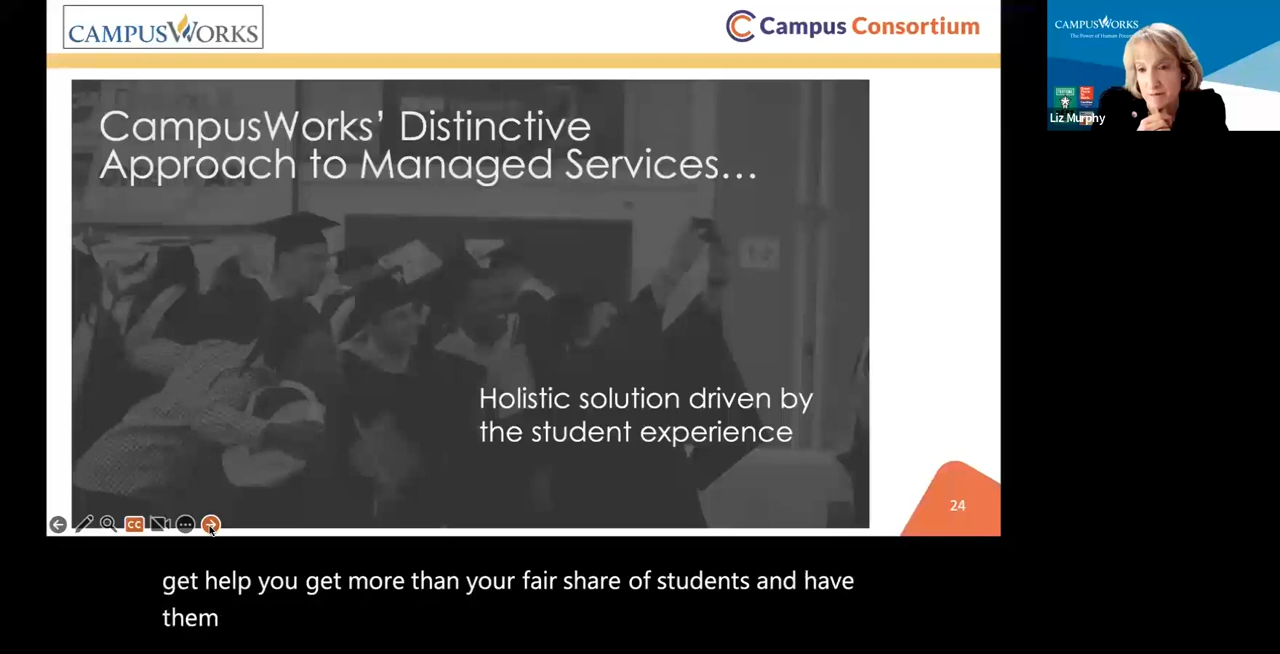 CAMPUSWORKS
Campus Consortium
CampusWorks’ Distinctive
Approach to Managed Services...
Holistic solution driven by
the student experience
24
CC
get help you get more than your fair share of students and have
them
CAMPUSWORKS
Liz Murphy